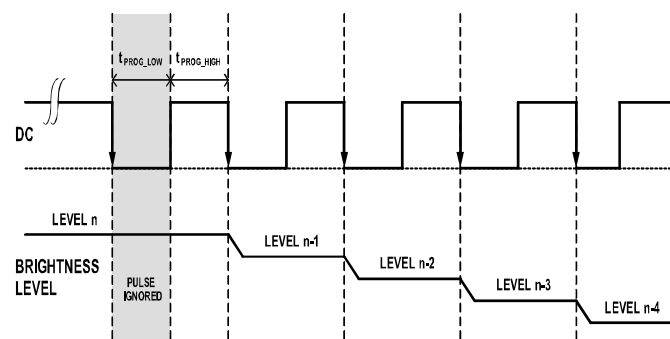 tPROG_LOW
tPROG_HIGH
DC
LEVEL n
LEVEL n-1
LEVEL n-2
LEVEL n-3
LEVEL n-4
BRIGHTNESS
LEVEL
PULSE
IGNORED